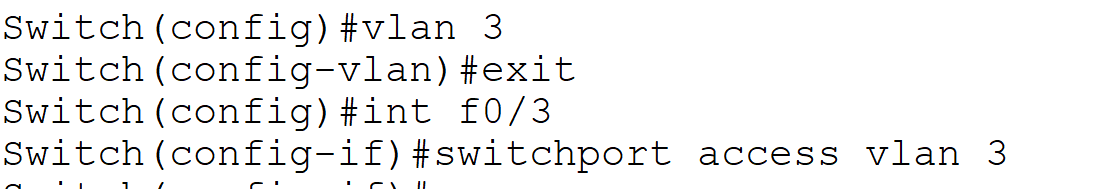 Switch(config)#vlan 3
Switch(config-vlan)#exit
Switch(config)#int f0/3
Switch(config-if)#switchport access vlan 3